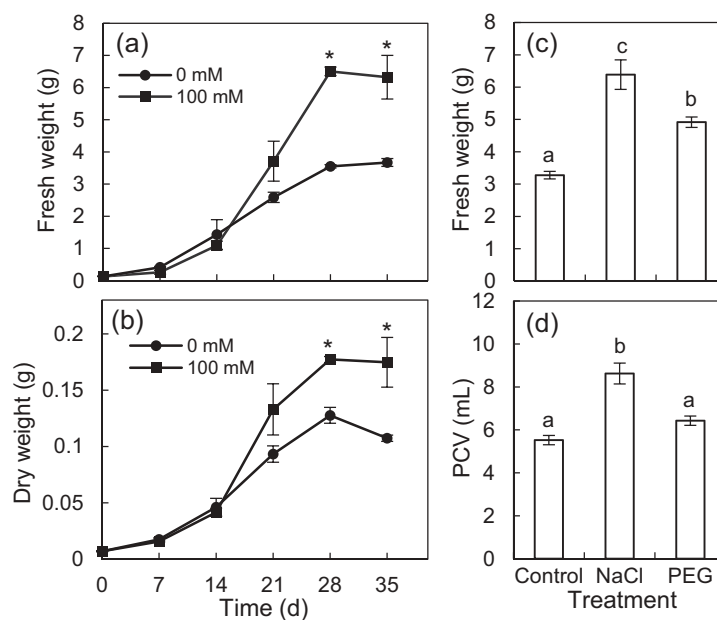 (a)
0 mM
100 mM
* *
Fresh weight (g)
8
7
6
5
4
3
2
1
0
(b)
0 mM
100 mM
* *
Dry weight (g)
0.2
0.15
0.1
0.05
0
0 7 14 21 28 35
Time (d)
(c)
a c b
Fresh weight (g)
8
7
6
5
4
3
2
1
0
(d)
a b a
PCV (mL)
12
10
8
6
4
2
0
Control NaCl PEG
Treatment